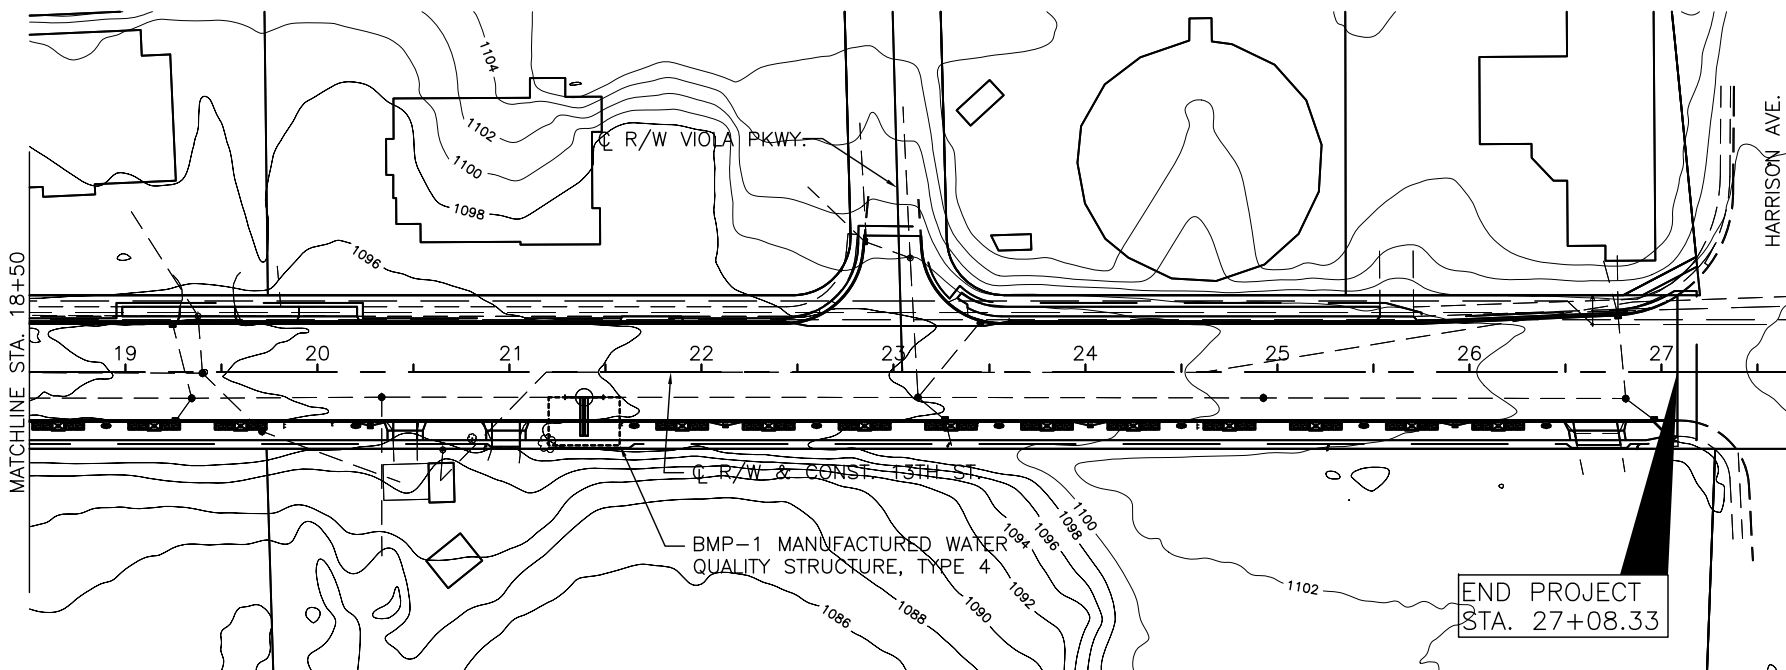 1104
1102
1100
1098
1096
℄ R/W VIOLA PKWY.
HARRISON AVE.
MATCHLINE STA. 18+50
19 20 21 22 23 24 25 26 27
℄ R/W & CONST. 13TH ST.
BMP-1 MANUFACTURED WATER
QUALITY STRUCTURE, TYPE 4
1100
1098
1096
1094
1092
1090
1088
1086
1102
END PROJECT
STA. 27+08.33